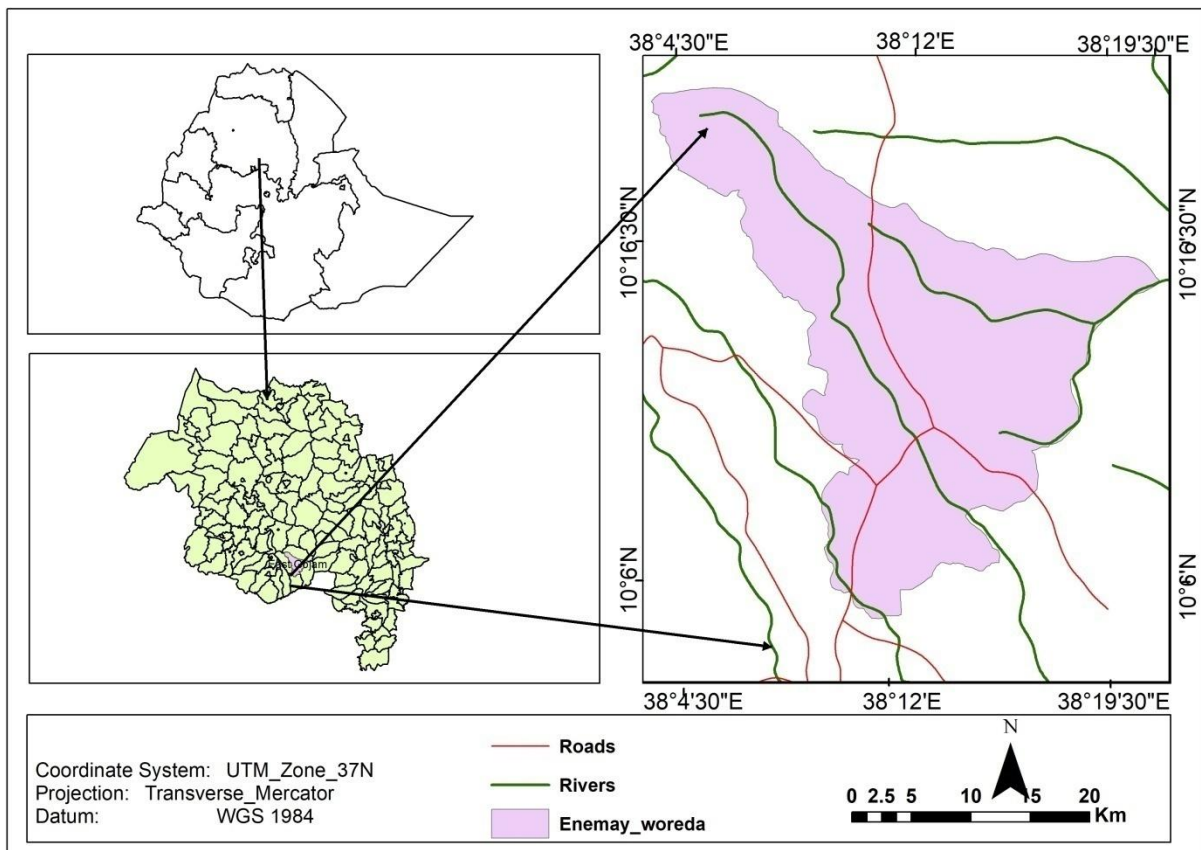 38°4'30"E 38°12'E 38°19'30"E
10°16'30"N
10°16'30"N
East Gojam
10°6'N
10°6'N
38°4'30"E 38°12'E 38°19'30"E
Coordinate System: UTM_Zone_37N
Projection: Transverse_Mercator
Datum: WGS 1984
Roads
Rivers
Enemay_woreda
N
0 2.5 5 10 15 20
Km